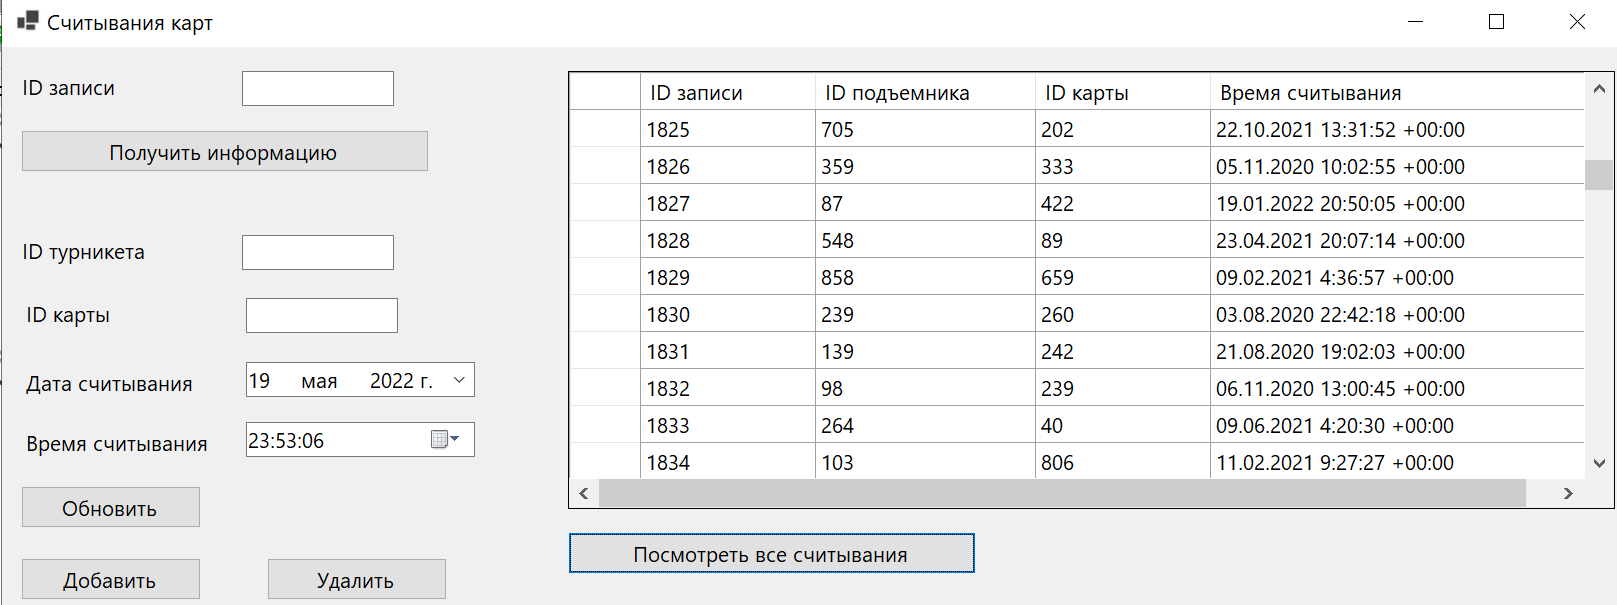 Считывания карт
ID записи
Получить информацию
ID турникета
ID карты
Дата считывания
19 мая 2022 г.
Время считывания
23:53:06
Обновить
Добавить Удалить
ID записи ID подъемника ID карты Время считывания
1825 705 202 22.10.2021 13:31:52 +00:00
1826 359 333 05.11.2020 10:02:55 +00:00
1827 87 422 19.01.2022 20:50:05 +00:00
1828 548 89 23.04.2021 20:07:14 +00:00
1829 858 659 09.02.2021 4:36:57 +00:00
1830 239 260 03.08.2020 22:42:18 +00:00
1831 139 242 21.08.2020 19:02:03 +00:00
1832 98 239 06.11.2020 13:00:45 +00:00
1833 264 40 09.06.2021 4:20:30 +00:00
1834 103 806 11.02.2021 9:27:27 +00:00
Посмотреть все считывания